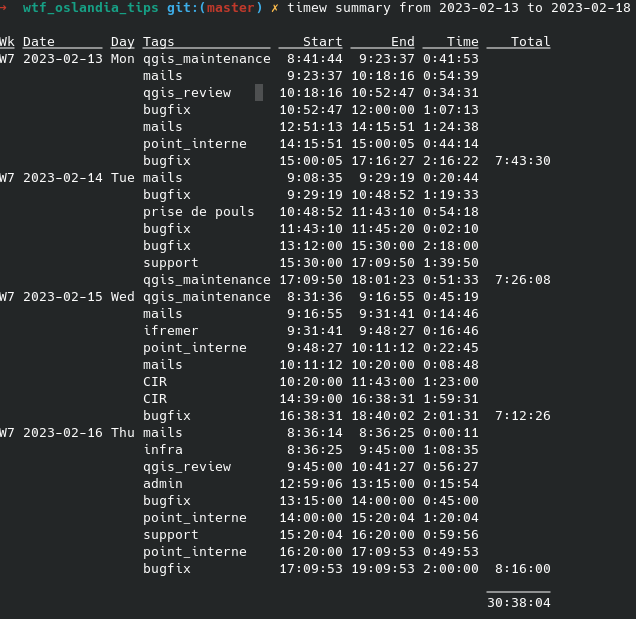 → wtf_oslandia_tips git:(master) ✗ timew summary from 2023-02-13 to 2023-02-18
Wk Date Day Tags Start End Time Total
W7 2023-02-13 Mon qgis_maintenance 8:41:44 9:23:37 0:41:53
mails 9:23:37 10:18:16 0:54:39
qgis_review 10:18:16 10:52:47 0:34:31
bugfix 10:52:47 12:00:00 1:07:13
mails 12:51:13 14:15:51 1:24:38
point_interne 14:15:51 15:00:05 0:44:14
bugfix 15:00:05 17:16:27 2:16:22 7:43:30
W7 2023-02-14 Tue mails 9:08:35 9:29:19 0:20:44
bugfix 9:29:19 10:48:52 1:19:33
prise de pouls 10:48:52 11:43:10 0:54:18
bugfix 11:43:10 11:45:20 0:02:10
bugfix 13:12:00 15:30:00 2:18:00
support 15:30:00 17:09:50 1:39:50
qgis_maintenance 17:09:50 18:01:23 0:51:33 7:26:08
W7 2023-02-15 Wed qgis_maintenance 8:31:36 9:16:55 0:45:19
mails 9:16:55 9:31:41 0:14:46
ifremer 9:31:41 9:48:27 0:16:46
point_interne 9:48:27 10:11:12 0:22:45
mails 10:11:12 10:20:00 0:08:48
CIR 10:20:00 11:43:00 1:23:00
CIR 14:39:00 16:38:31 1:59:31
bugfix 16:38:31 18:40:02 2:01:31 7:12:26
W7 2023-02-16 Thu mails 8:36:14 8:36:25 0:00:11
infra 8:36:25 9:45:00 1:08:35
qgis_review 9:45:00 10:41:27 0:56:27
admin 12:59:06 13:15:00 0:15:54
bugfix 13:15:00 14:00:00 0:45:00
point_interne 14:00:00 15:20:04 1:20:04
support 15:20:04 16:20:00 0:59:56
point_interne 16:20:00 17:09:53 0:49:53
bugfix 17:09:53 19:09:53 2:00:00 8:16:00
30:38:04